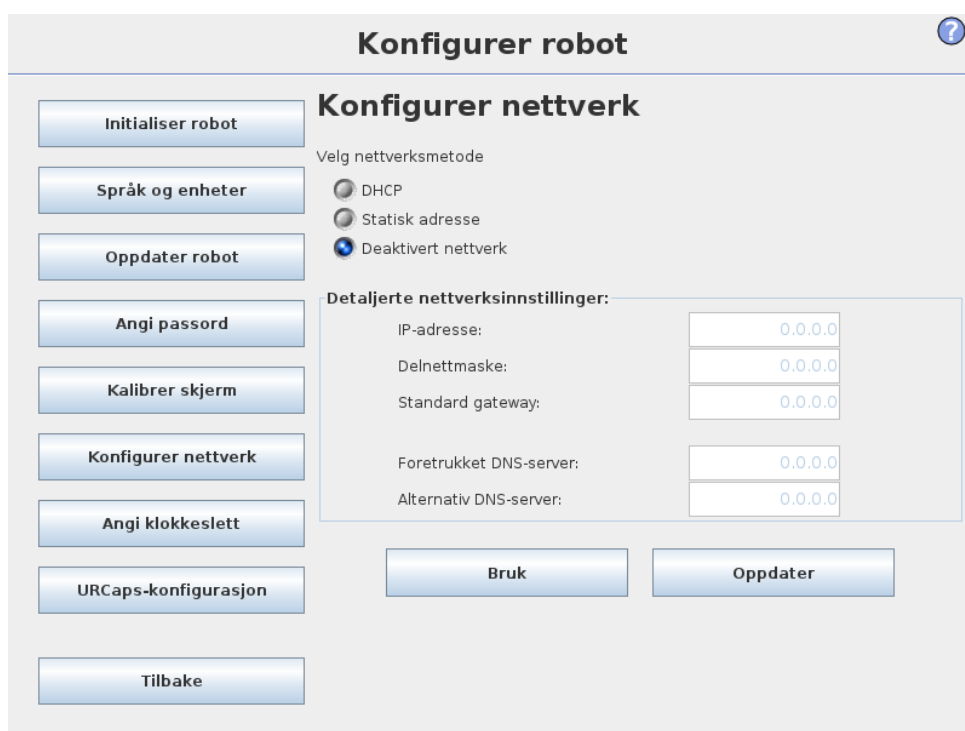 Konfigurer robot
?
Initialiser robot
Språk og enheter
Oppdater robot
Angi passord
Kalibrer skjerm
Konfigurer nettverk
Angi klokkeslett
URCaps-konfigurasjon
Tilbake
Konfigurer nettverk
Velg nettverksmetode
DHCP
Statisk adresse
Deaktivert nettverk
Detaljerte nettverksinnstillinger:
IP-adresse: 0.0.0.0
Delnettmaske: 0.0.0.0
Standard gateway: 0.0.0.0
Foretrukket DNS-server: 0.0.0.0
Alternativ DNS-server: 0.0.0.0
Bruk Oppdater